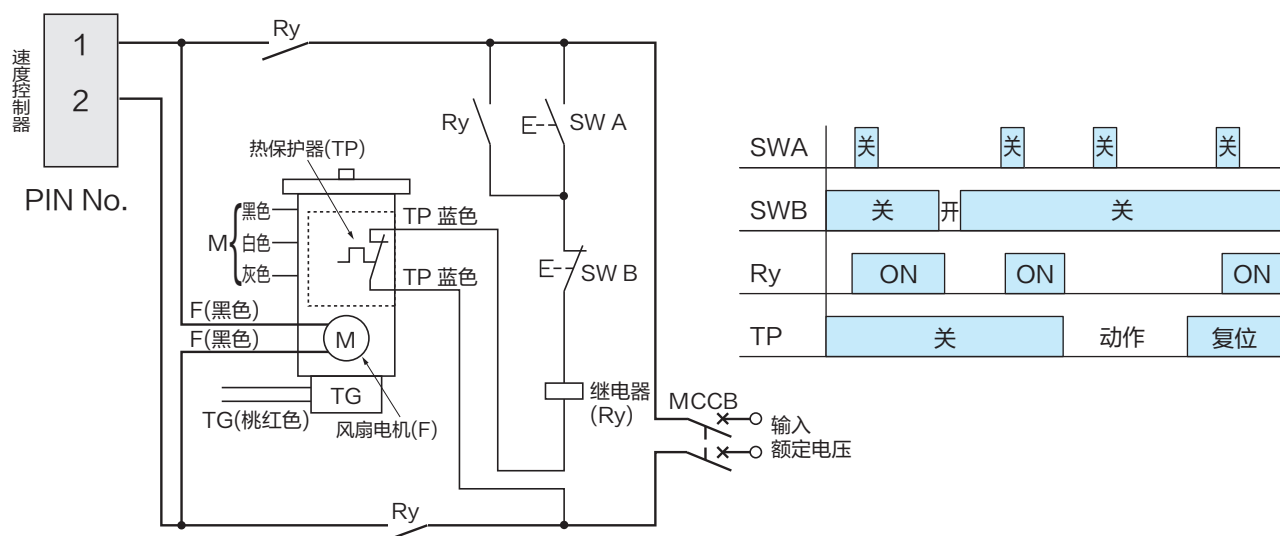 速度控制器
1
2
PIN No.
Ry
Ry
SW A
热保护器(TP)
TP 蓝色
M
黑色
白色
灰色
TP 蓝色
SW B
F(黑色)
F(黑色)
M
TG
TG(桃红色)
风扇电机(F)
继电器
(Ry)
MCCB
输入
额定电压
Ry
SWA
关
关
关
关
SWB
关
开
关
Ry
ON
ON
ON
TP
关
动作
复位